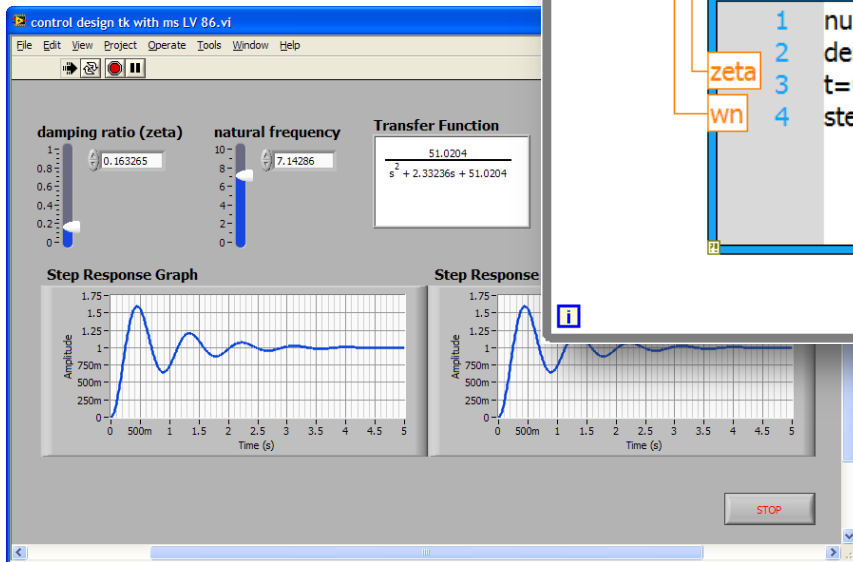 control design tk with ms LV 86.vi
File Edit View Project Operate Tools Window Help
damping ratio (zeta)
natural frequency
Transfer Function
1
0.8
0.6
0.4
0.2
0
0.163265
10
8
6
4
2
0
7.14286
51.0204
s² + 2.33236s + 51.0204
Step Response Graph
Amplitude
1.75
1.5
1.25
1
750m
500m
250m
0
0 500m 1 1.5 2 2.5 3 3.5 4 4.5 5
Time (s)
Step Response
Amplitude
1.75
1.5
1.25
1
750m
500m
250m
0
0 500m 1 1.5 2 2.5 3 3.5 4 4.5 5
Time (s)
STOP
zeta
wn
1 nu
2 de
3 t=
4 ste
i